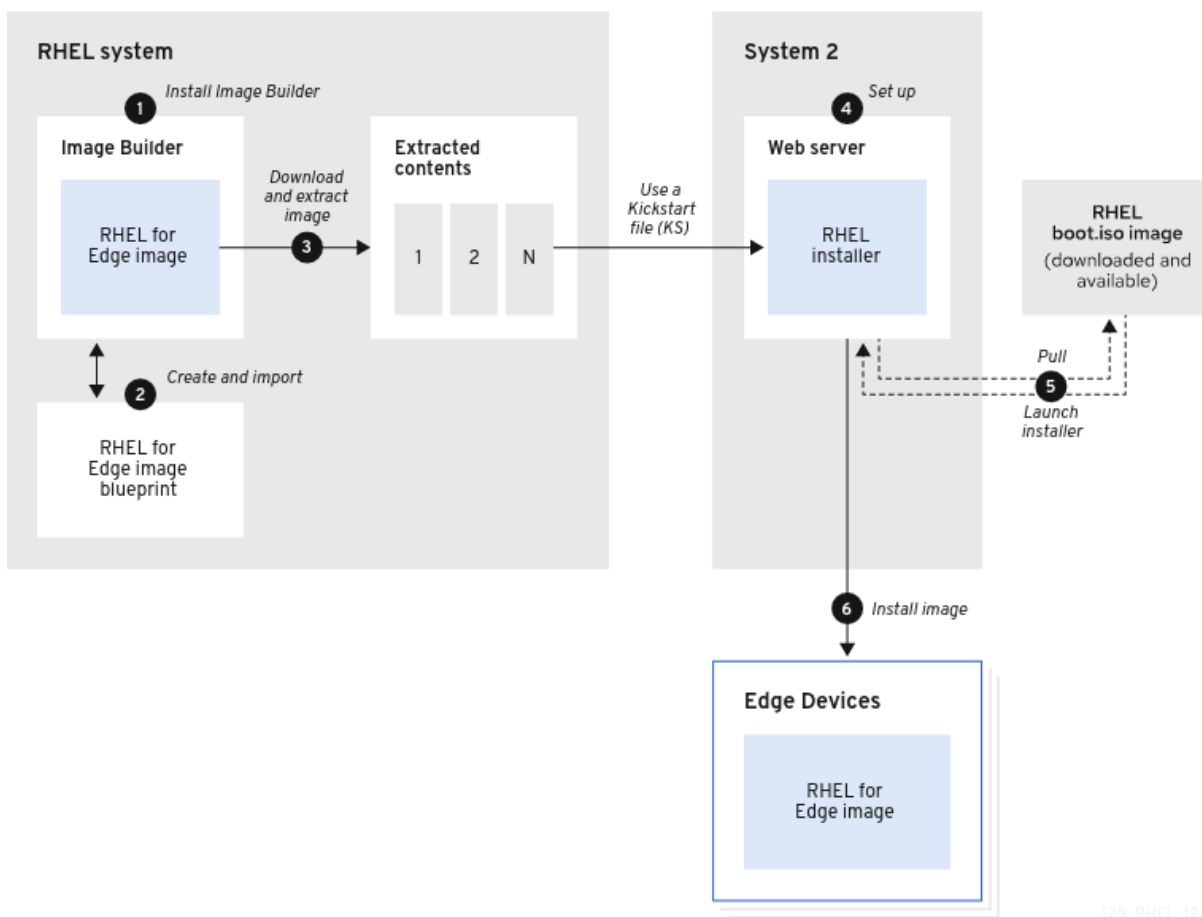 RHEL system
1
Install Image Builder
Image Builder
RHEL for
Edge image
2
Create and import
RHEL for
Edge image
blueprint
Download
and extract
image
3
Extracted
contents
1
2
N
Use a
Kickstart
file (KS)
System 2
4
Set up
Web server
RHEL
installer
RHEL
boot.iso image
(downloaded and
available)
Pull
5
Launch
installer
6
Install image
Edge Devices
RHEL for
Edge image